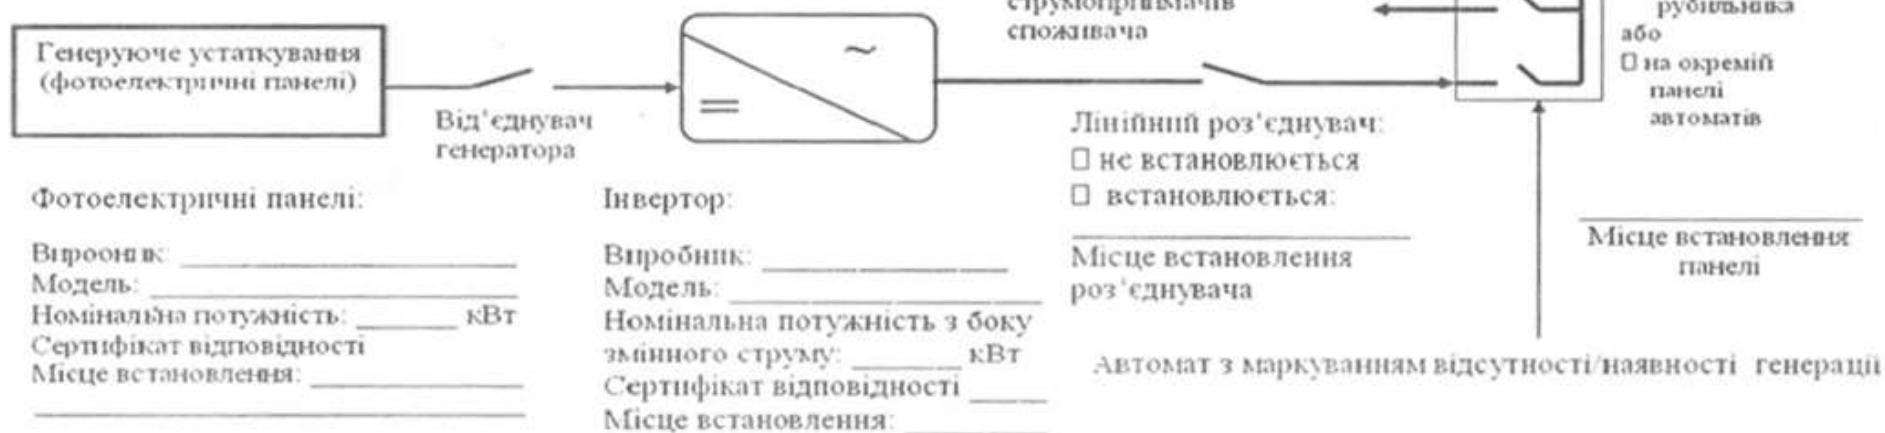 струмоприймачів
споживача
рубильника
або
☐ на окремій
панелі
автоматів
Генеруюче устаткування
(фотоелектричні панелі)
~
=
Від'єднувач
генератора
Лінійний роз'єднувач:
☐ не встановлюється
☐ встановлюється:
Місце встановлення
роз'єднувача
Місце встановлення
панелі
Фотоелектричні панелі:
Виробник:
Модель:
Номінальна потужність: ______ кВт
Сертифікат відповідності
Місце встановлення:
Інвертор:
Виробник:
Модель:
Номінальна потужність з боку
змінного струму: ______ кВт
Сертифікат відповідності
Місце встановлення:
Автомат з маркуванням відсутності/наявності генерації